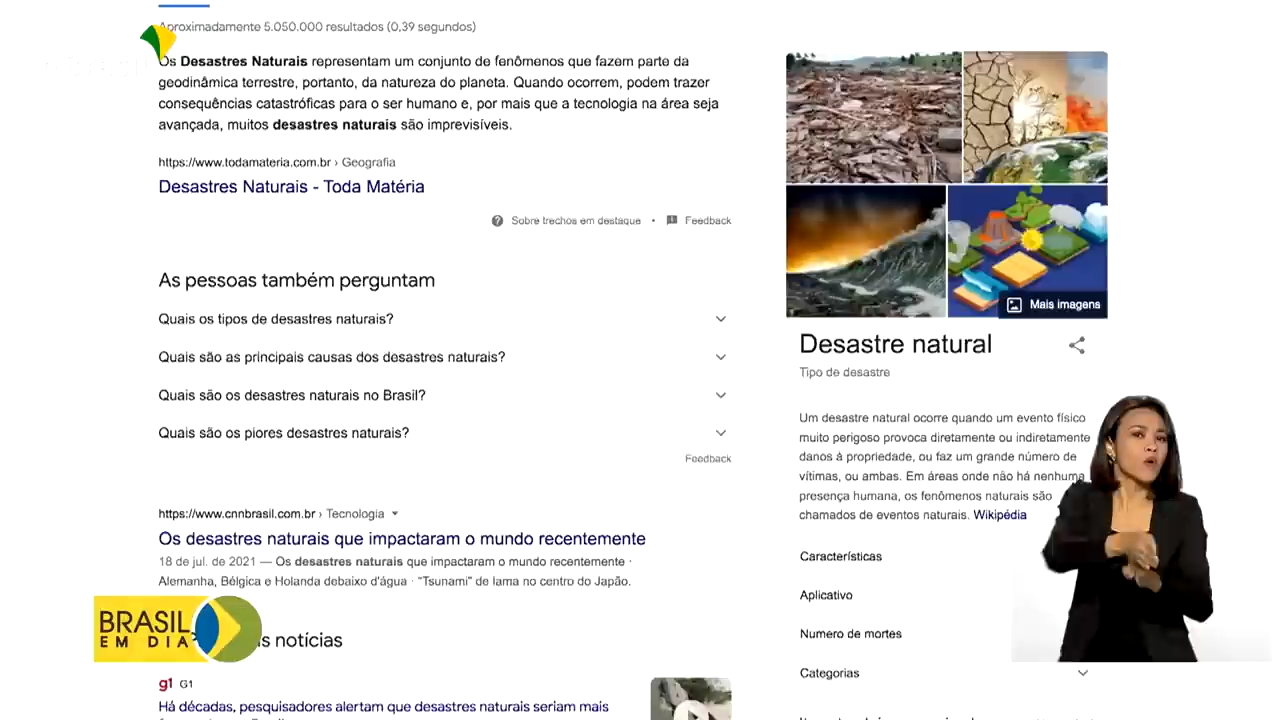 Aproximadamente 5.050.000 resultados (0,39 segundos)
Os Desastres Naturais representam um conjunto de fenômenos que fazem parte da
geodinâmica terrestre, portanto, da natureza do planeta. Quando ocorrem, podem trazer
consequências catastróficas para o ser humano e, por mais que a tecnologia na área seja
avançada, muitos desastres naturais são imprevisíveis.
https://www.todamateria.com.br › Geografia
Desastres Naturais - Toda Matéria
Sobre trechos em destaque • Feedback
As pessoas também perguntam
Quais os tipos de desastres naturais?
Quais são as principais causas dos desastres naturais?
Quais são os desastres naturais no Brasil?
Quais são os piores desastres naturais?
Feedback
https://www.cnnbrasil.com.br › Tecnologia
Os desastres naturais que impactaram o mundo recentemente
18 de jul. de 2021 — Os desastres naturais que impactaram o mundo recentemente ·
Alemanha, Bélgica e Holanda debaixo d'água · "Tsunami" de lama no centro do Japão.
BRASIL
EM DIA
notícias
g1 G1
Há décadas, pesquisadores alertam que desastres naturais seriam mais
Mais imagens
Desastre natural
Tipo de desastre
Um desastre natural ocorre quando um evento físico
muito perigoso provoca diretamente ou indiretamente
danos à propriedade, ou faz um grande número de
vítimas, ou ambas. Em áreas onde não há nenhuma
presença humana, os fenômenos naturais são
chamados de eventos naturais. Wikipédia
Características
Aplicativo
Numero de mortes
Categorias